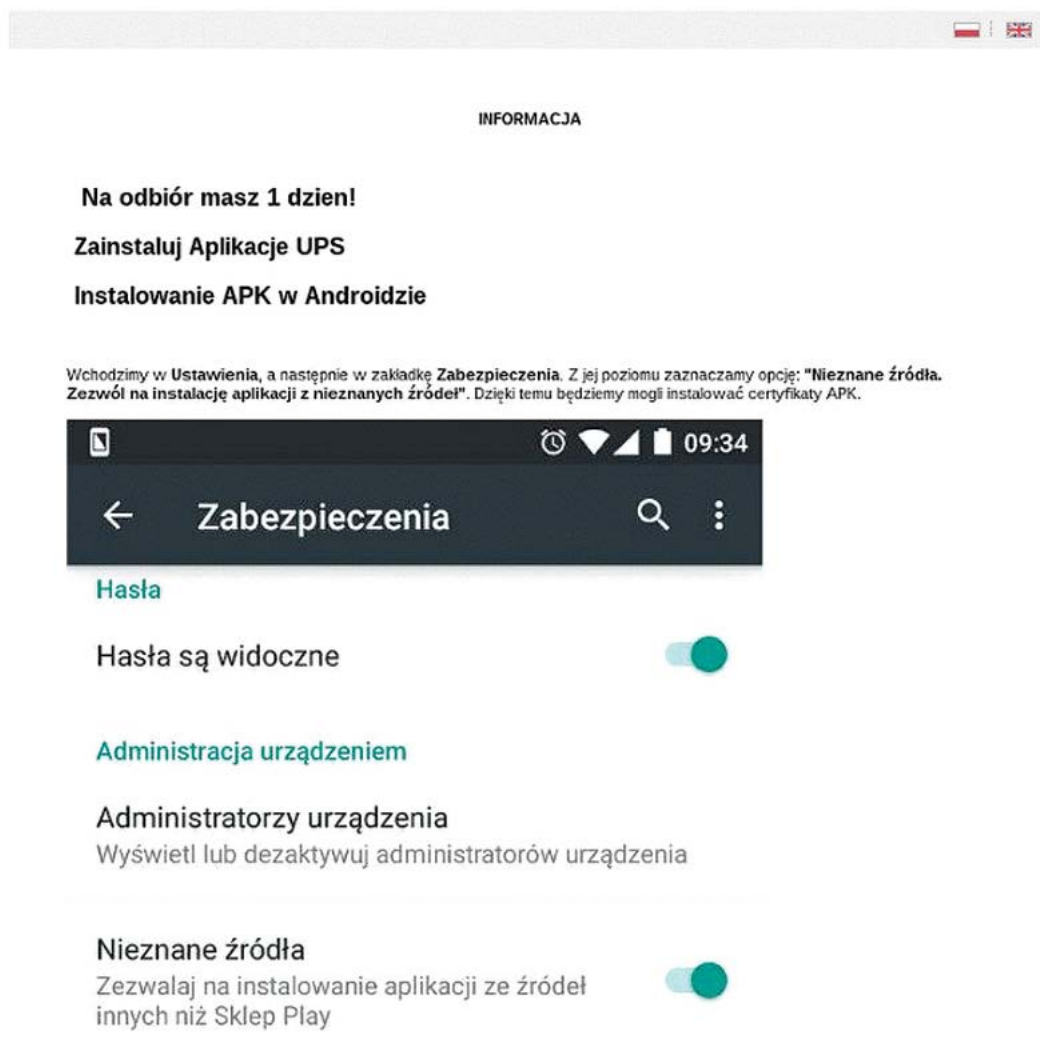 INFORMACJA
Na odbiór masz 1 dzien!
Zainstaluj Aplikacje UPS
Instalowanie APK w Androidzie
Wchodzimy w Ustawienia, a następnie w zakładkę Zabezpieczenia. Z jej poziomu zaznaczamy opcję: "Nieznane źródła.
Zezwól na instalację aplikacji z nieznanych źródeł". Dzięki temu będziemy mogli instalować certyfikaty APK.
09:34
Zabezpieczenia
Hasła
Hasła są widoczne
Administracja urządzeniem
Administratorzy urządzenia
Wyświetl lub dezaktywuj administratorów urządzenia
Nieznane źródła
Zezwalaj na instalowanie aplikacji ze źródeł
innych niż Sklep Play